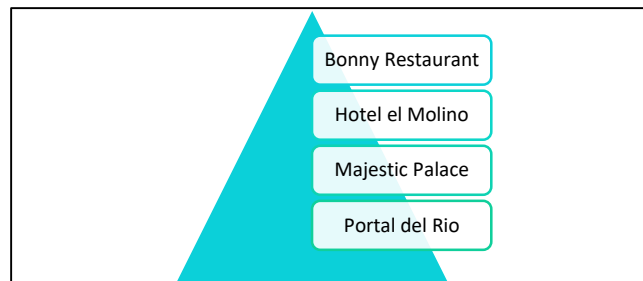 Bonny Restaurant
Hotel el Molino
Majestic Palace
Portal del Rio